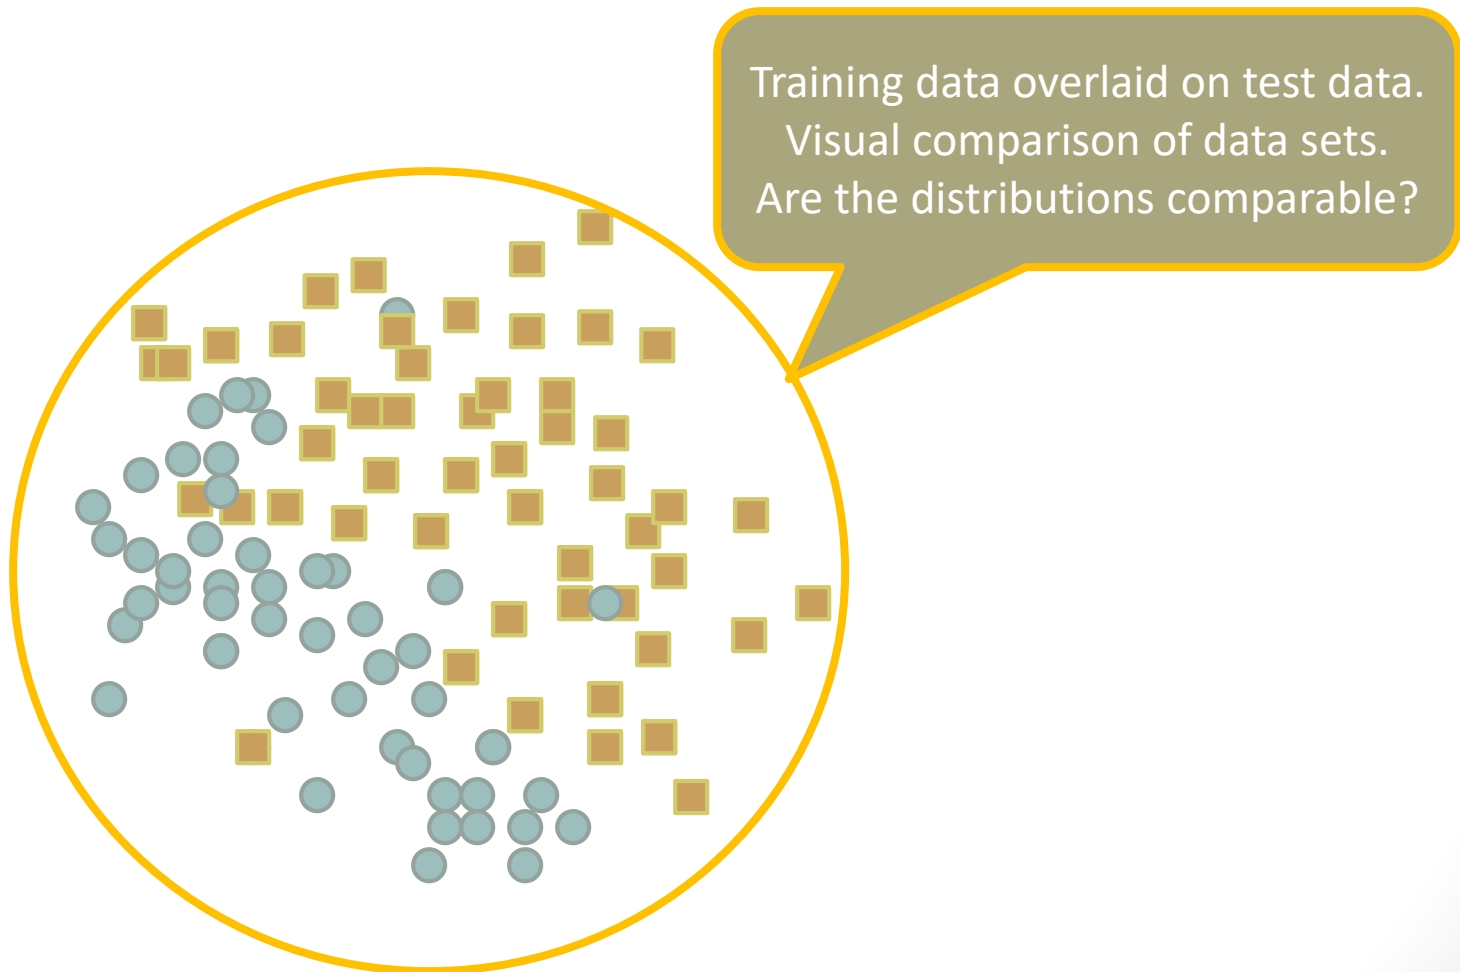 Training data overlaid on test data.
Visual comparison of data sets.
Are the distributions comparable?